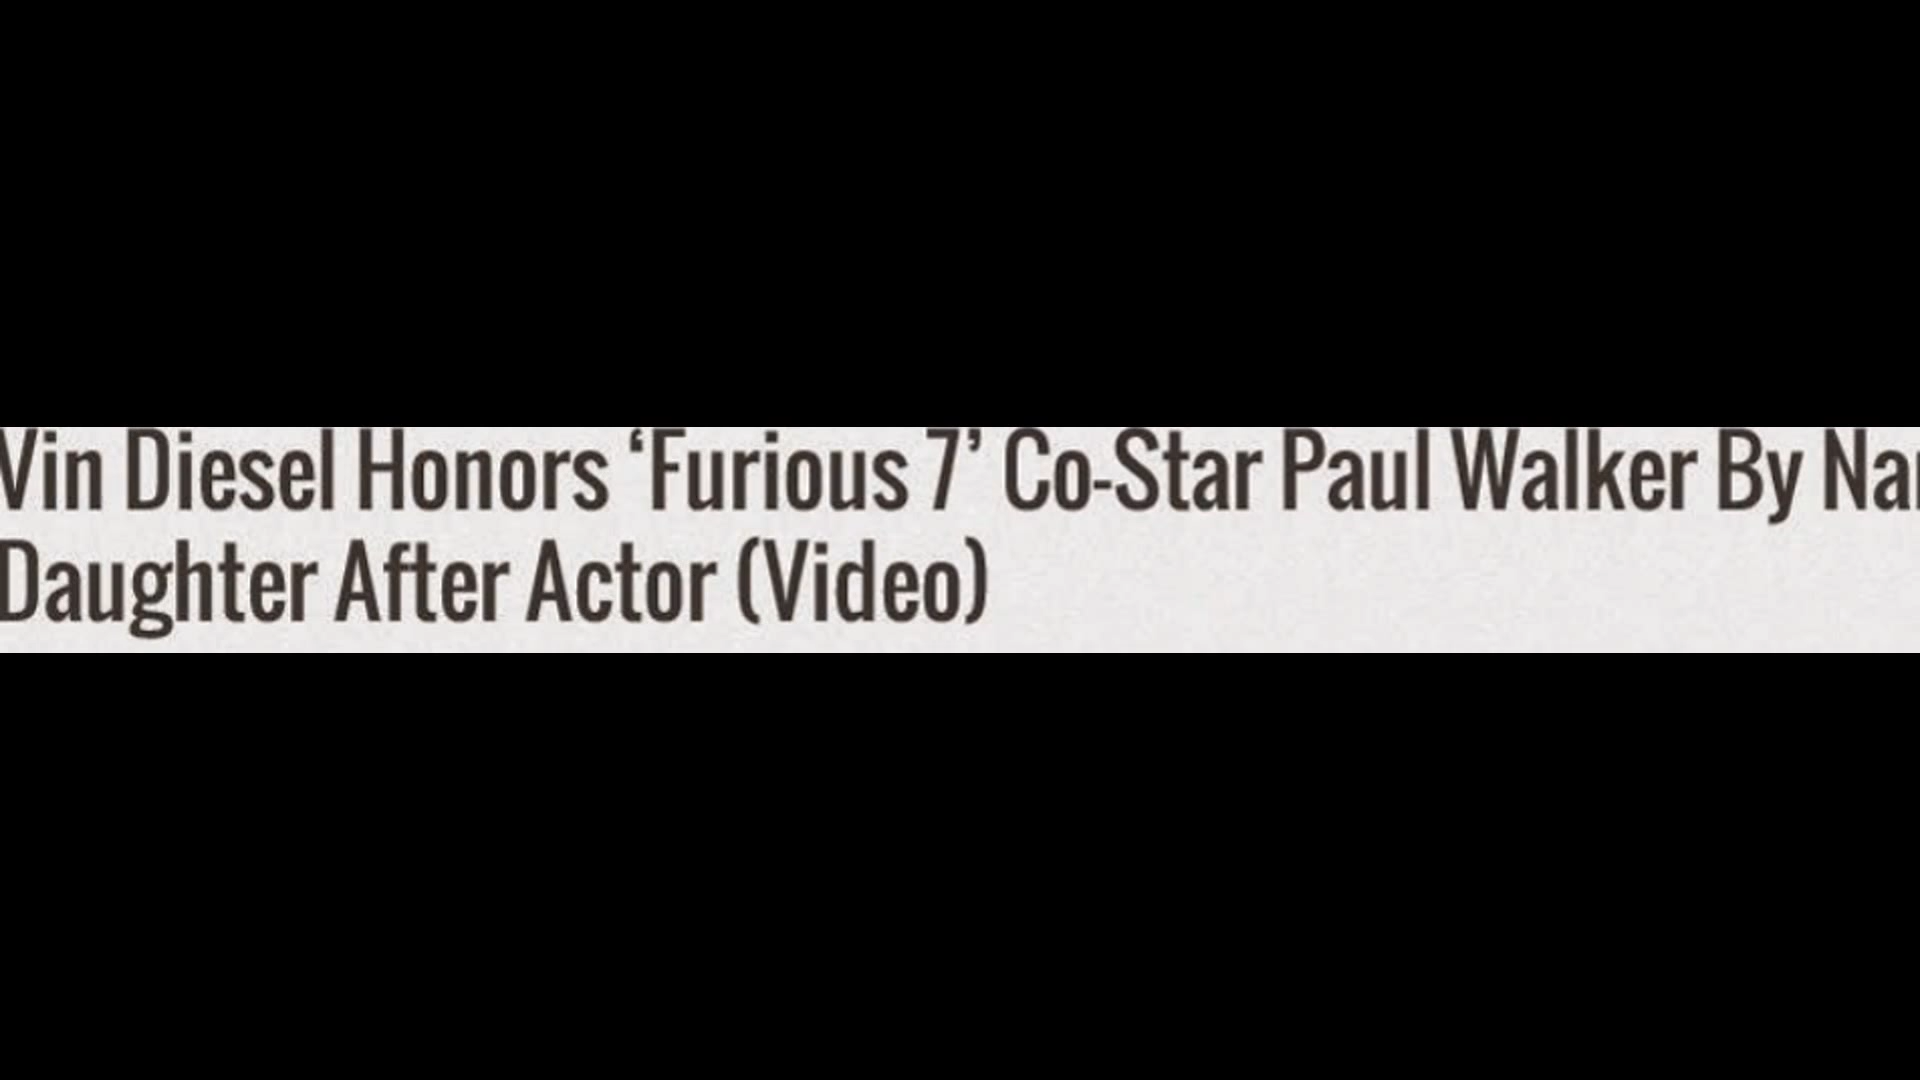 Vin Diesel Honors ‘Furious 7’ Co-Star Paul Walker By
Daughter After Actor (Video)